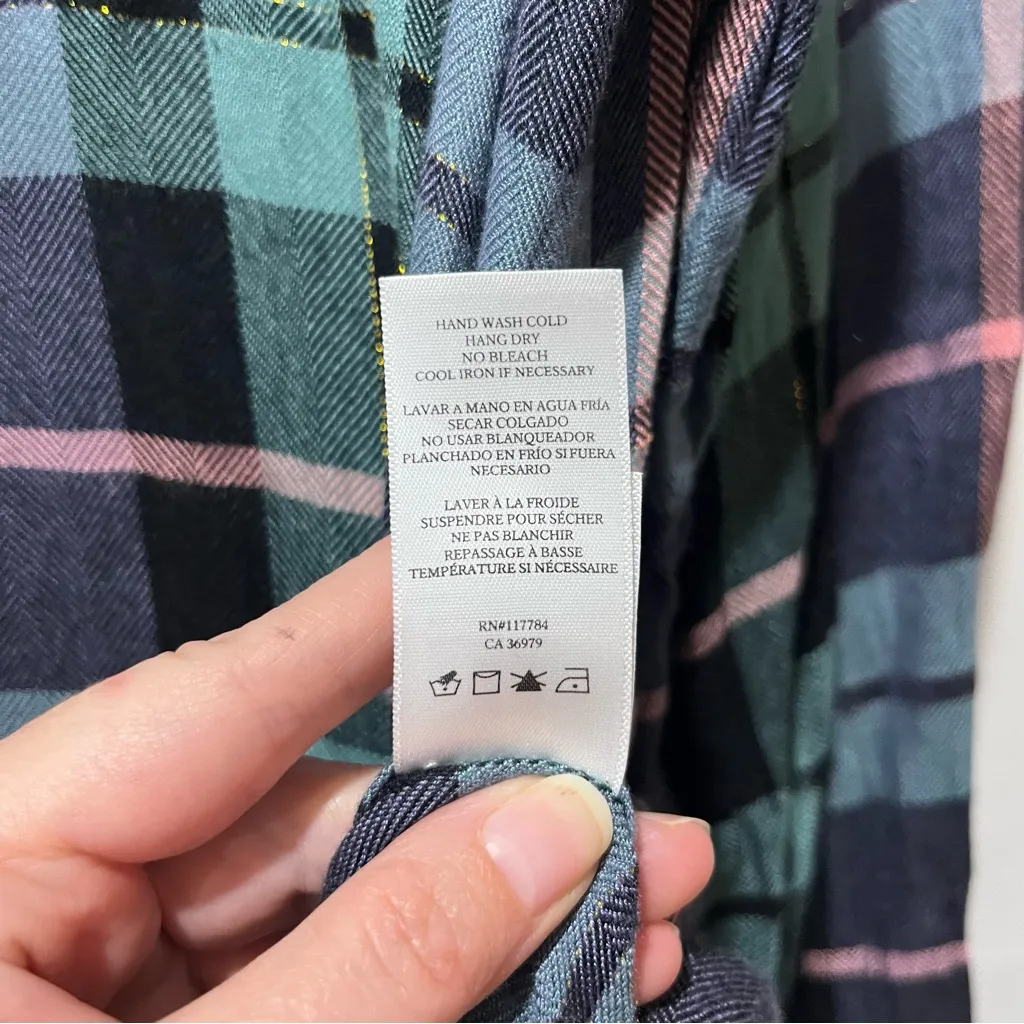 HAND WASH COLD
HANG DRY
NO BLEACH
COOL IRON IF NECESSARY
LAVAR A MANO EN AGUA FRÍA
SECAR COLGADO
NO USAR BLANQUEADOR
PLANCHADO EN FRÍO SI FUERA
NECESARIO
LAVER À LA FROIDE
SUSPENDRE POUR SÉCHER
NE PAS BLANCHIR
REPASSAGE À BASSE
TEMPÉRATURE SI NÉCESSAIRE
RN#117784
CA 36979